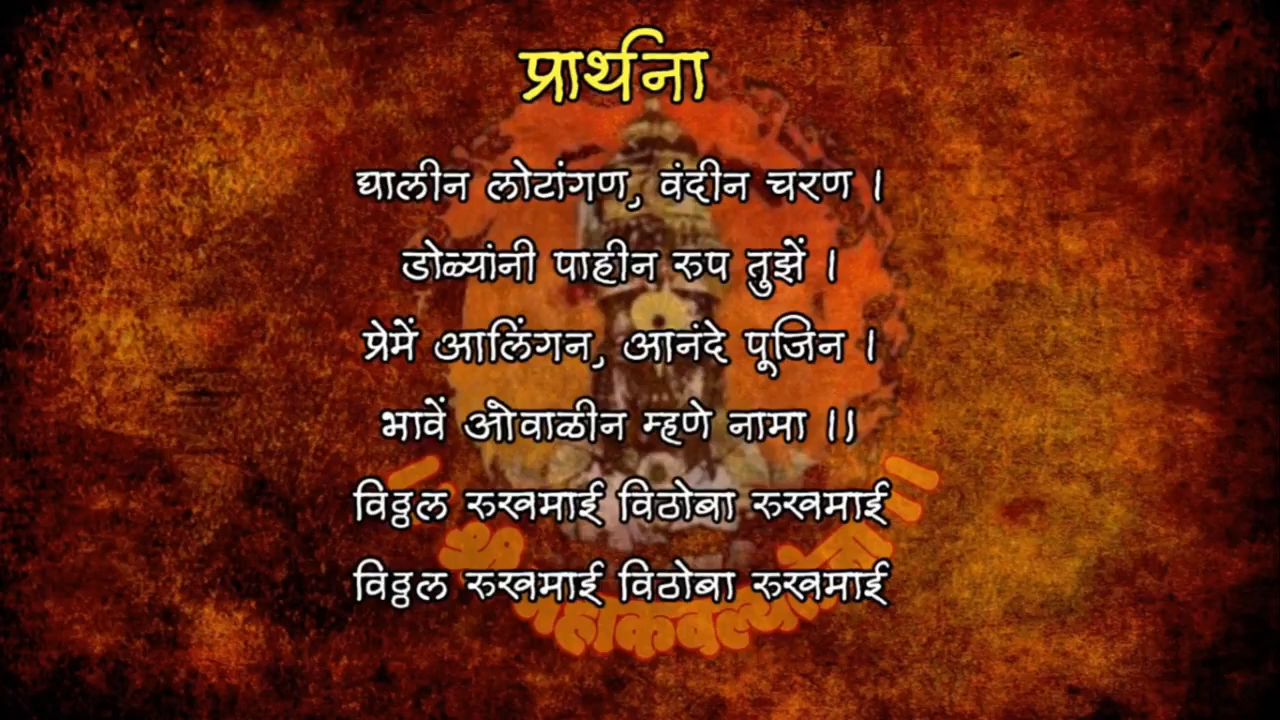 प्रार्थना
घालीन लोटांगण, वंदीन चरण ।
डोळ्यांनी पाहीन रुप तुझें ।
प्रेमें आलिंगन, आनंदे पूजिन ।
भावें ओवाळीन म्हणे नामा ।।
विठ्ठल रुखमाई विठोबा रुखमाई
विठ्ठल रुखमाई विठोबा रुखमाई